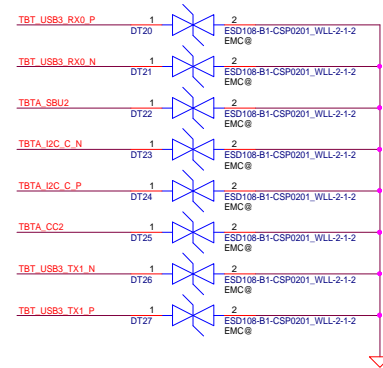 TBT_USB3_RX0_P 1 2
DT20 ESD108-B1-CSP0201_WLL-2-1-2
EMC@
TBT_USB3_RX0_N 1 2
DT21 ESD108-B1-CSP0201_WLL-2-1-2
EMC@
TBTA_SBU2 1 2
DT22 ESD108-B1-CSP0201_WLL-2-1-2
EMC@
TBTA_I2C_C_N 1 2
DT23 ESD108-B1-CSP0201_WLL-2-1-2
EMC@
TBTA_I2C_C_P 1 2
DT24 ESD108-B1-CSP0201_WLL-2-1-2
EMC@
TBTA_CC2 1 2
DT25 ESD108-B1-CSP0201_WLL-2-1-2
EMC@
TBT_USB3_TX1_N 1 2
DT26 ESD108-B1-CSP0201_WLL-2-1-2
EMC@
TBT_USB3_TX1_P 1 2
DT27 ESD108-B1-CSP0201_WLL-2-1-2
EMC@